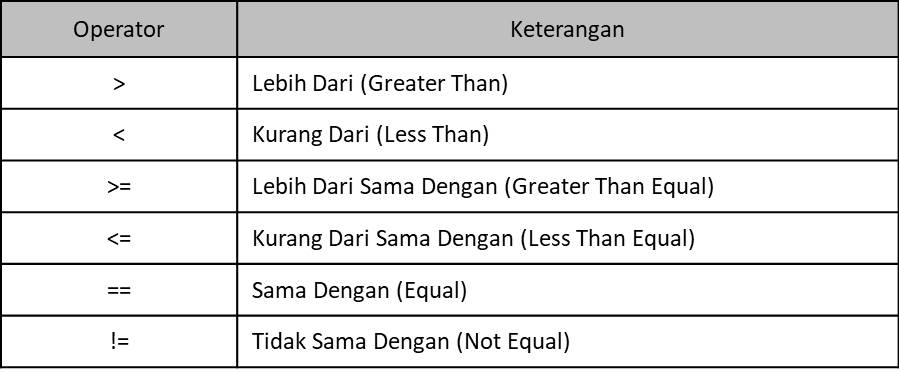 Operator Keterangan
> Lebih Dari (Greater Than)
< Kurang Dari (Less Than)
>= Lebih Dari Sama Dengan (Greater Than Equal)
<= Kurang Dari Sama Dengan (Less Than Equal)
== Sama Dengan (Equal)
!= Tidak Sama Dengan (Not Equal)